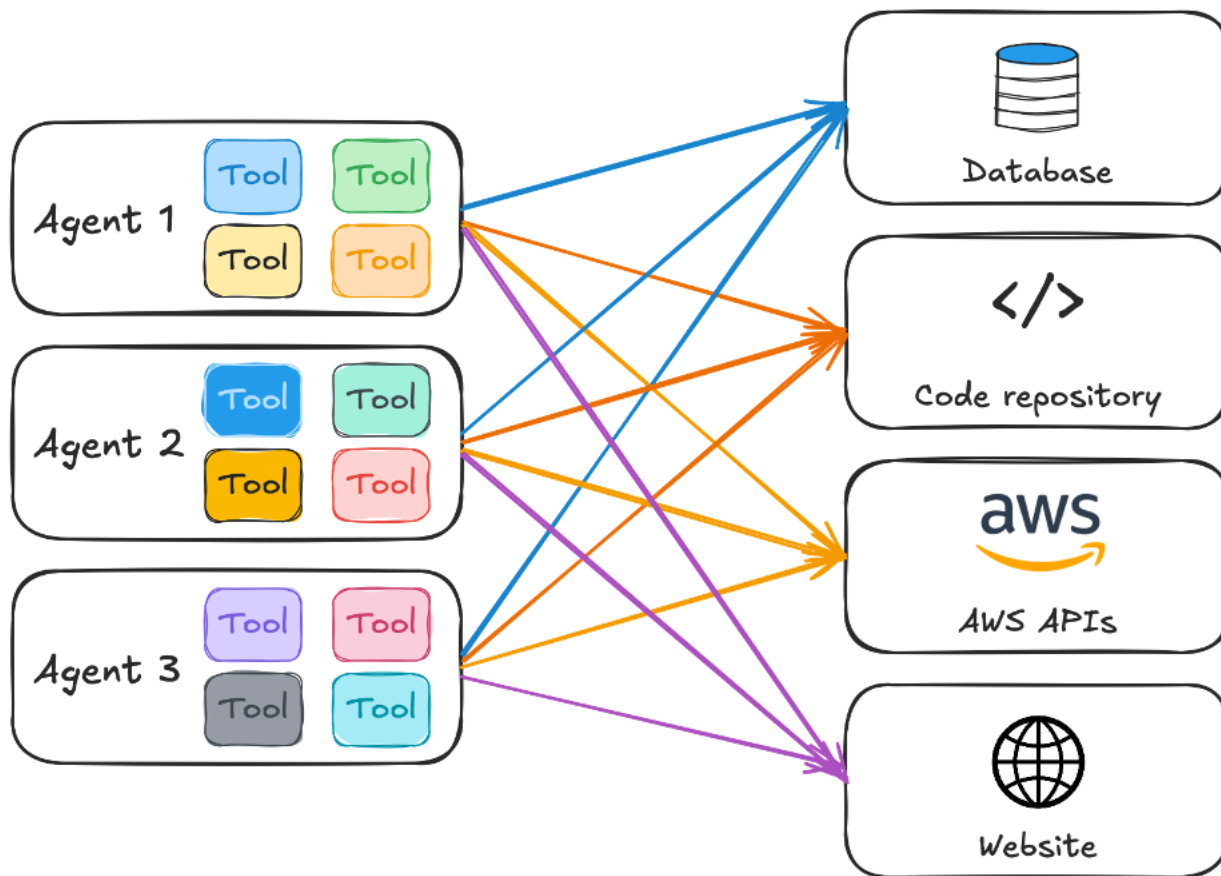 Agent 1
Tool
Tool
Tool
Tool
Agent 2
Tool
Tool
Tool
Tool
Agent 3
Tool
Tool
Tool
Tool
Database
</>
Code repository
aws
AWS APIs
Website